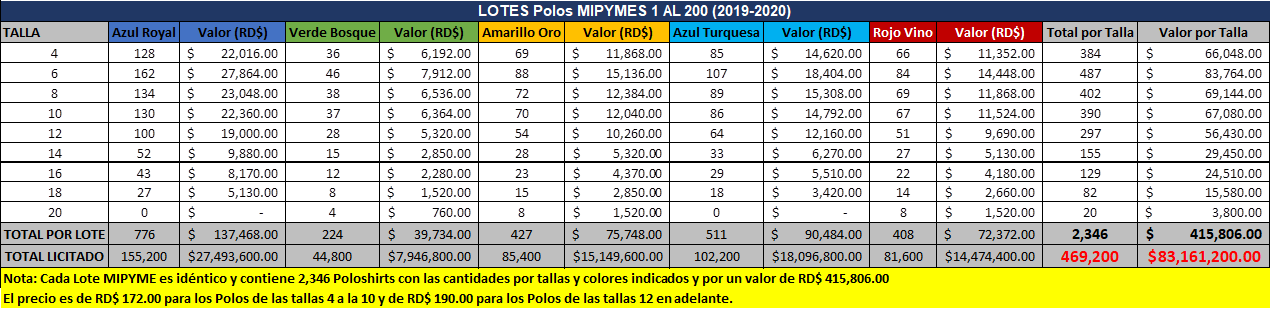 LOTES Polos MIPYMES 1 AL 200 (2019-2020)
TALLA Azul Royal Valor (RD$) Verde Bosque Valor (RD$) Amarillo Oro Valor (RD$) Azul Turquesa Valor (RD$) Rojo Vino Valor (RD$) Total por Talla Valor por Talla
4 128 $ 22,016.00 36 $ 6,192.00 69 $ 11,868.00 85 $ 14,620.00 66 $ 11,352.00 384 $ 66,048.00
6 162 $ 27,864.00 46 $ 7,912.00 88 $ 15,136.00 107 $ 18,404.00 84 $ 14,448.00 487 $ 83,764.00
8 134 $ 23,048.00 38 $ 6,536.00 72 $ 12,384.00 89 $ 15,308.00 69 $ 11,868.00 402 $ 69,144.00
10 130 $ 22,360.00 37 $ 6,364.00 70 $ 12,040.00 86 $ 14,792.00 67 $ 11,524.00 390 $ 67,080.00
12 100 $ 19,000.00 28 $ 5,320.00 54 $ 10,260.00 64 $ 12,160.00 51 $ 9,690.00 297 $ 56,430.00
14 52 $ 9,880.00 15 $ 2,850.00 28 $ 5,320.00 33 $ 6,270.00 27 $ 5,130.00 155 $ 29,450.00
16 43 $ 8,170.00 12 $ 2,280.00 23 $ 4,370.00 29 $ 5,510.00 22 $ 4,180.00 129 $ 24,510.00
18 27 $ 5,130.00 8 $ 1,520.00 15 $ 2,850.00 18 $ 3,420.00 14 $ 2,660.00 82 $ 15,580.00
20 0 $ - 4 $ 760.00 8 $ 1,520.00 0 $ - 8 $ 1,520.00 20 $ 3,800.00
TOTAL POR LOTE 776 $ 137,468.00 224 $ 39,734.00 427 $ 75,748.00 511 $ 90,484.00 408 $ 72,372.00 2,346 $ 415,806.00
TOTAL LICITADO 155,200 $27,493,600.00 44,800 $7,946,800.00 85,400 $15,149,600.00 102,200 $18,096,800.00 81,600 $14,474,400.00 469,200 $83,161,200.00
Nota: Cada Lote MIPYME es idéntico y contiene 2,346 Poloshirts con las cantidades por tallas y colores indicados y por un valor de RD$ 415,806.00
El precio es de RD$ 172.00 para los Polos de las tallas 4 a la 10 y de RD$ 190.00 para los Polos de las tallas 12 en adelante.